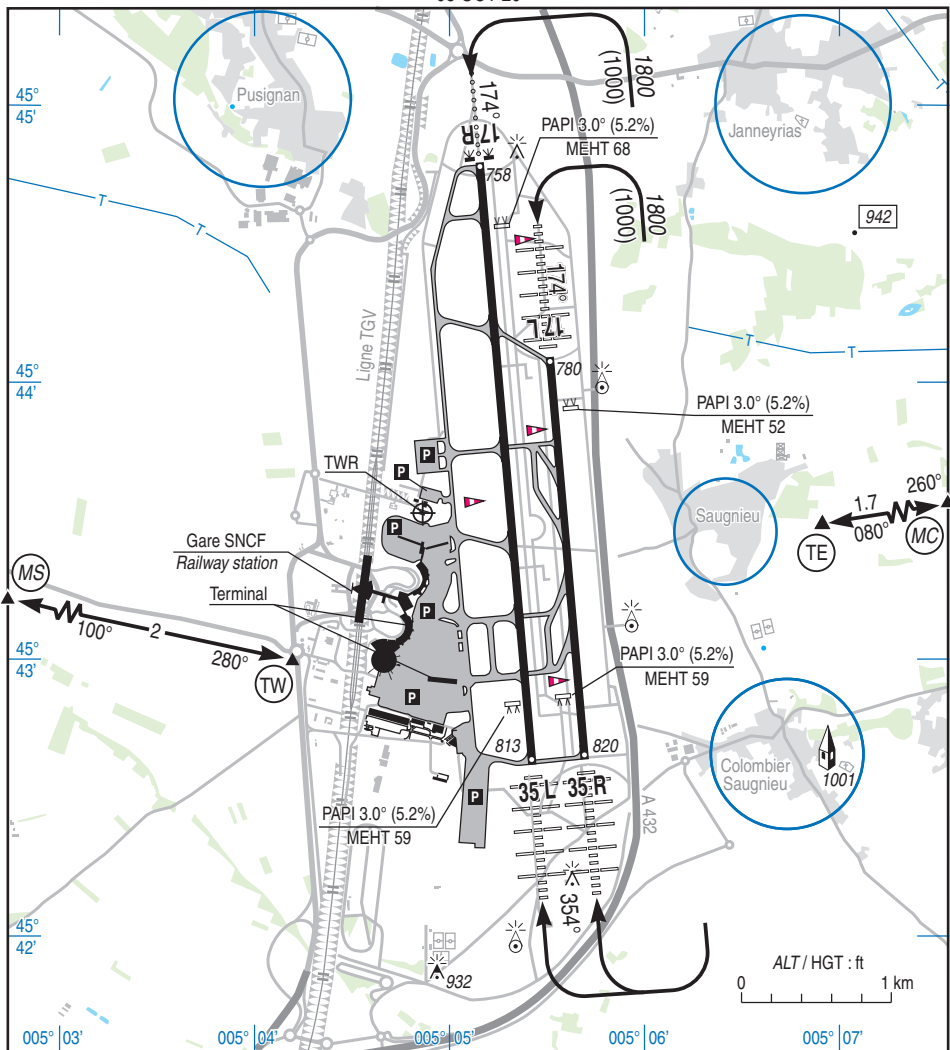 1800
(1000)
45°
45'
Pusignan
174°
17R
PAPI 3.0° (5.2%)
MEHT 68
Janneyrias
758
1800
(1000)
942
T
T
174°
17L
Ligne TGV
T
T
45°
44'
780
PAPI 3.0° (5.2%)
MEHT 52
P
TWR
P
260°
1.7
080°
Saugnieu
TE
MC
P
Gare SNCF
Railway station
MS
Terminal
P
100°
2
280°
45°
43'
TW
PAPI 3.0° (5.2%)
MEHT 59
P
813
820
Colombier
Saugnieu
1001
35L
35R
P
A 432
PAPI 3.0° (5.2%)
MEHT 59
354°
45°
42'
932
ALT / HGT : ft
0
1 km
005° 03'
005° 04'
005° 05'
005° 06'
005° 07'